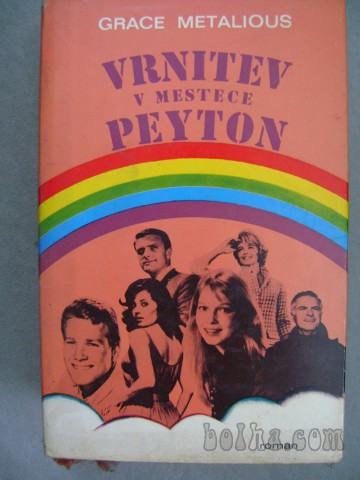 GRACE METALIOUS
VRNITEV
V MESTECE
PEYTON
bolha.com
roman